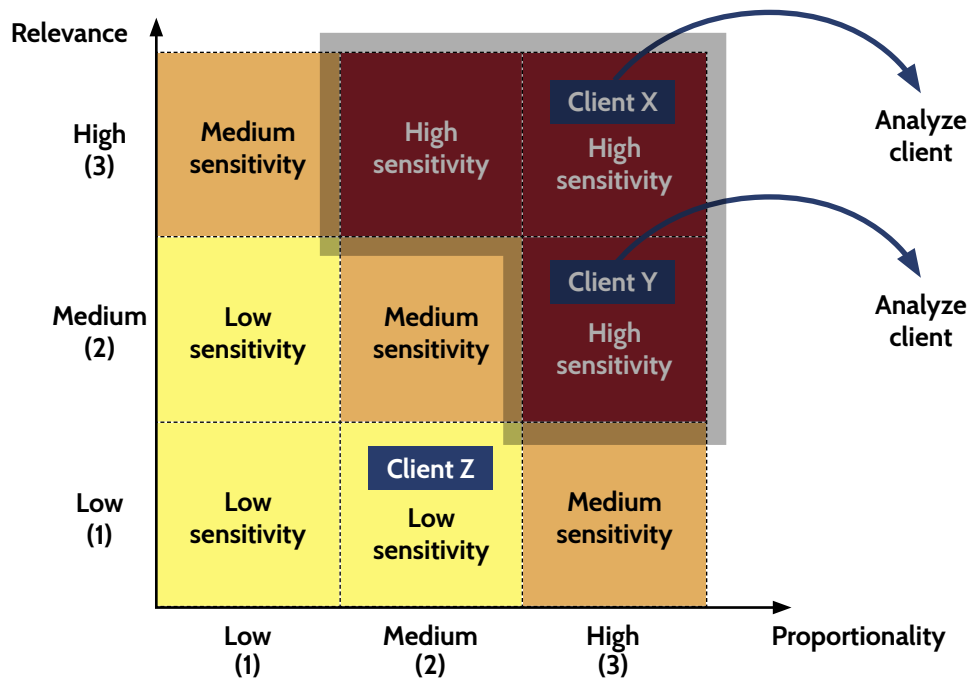 Relevance
High
(3)
Medium
sensitivity
High
sensitivity
Client X
High
sensitivity
Analyze
client
Medium
(2)
Low
sensitivity
Medium
sensitivity
Client Y
High
sensitivity
Analyze
client
Low
(1)
Low
sensitivity
Client Z
Low
sensitivity
Medium
sensitivity
Low
(1)
Medium
(2)
High
(3)
Proportionality